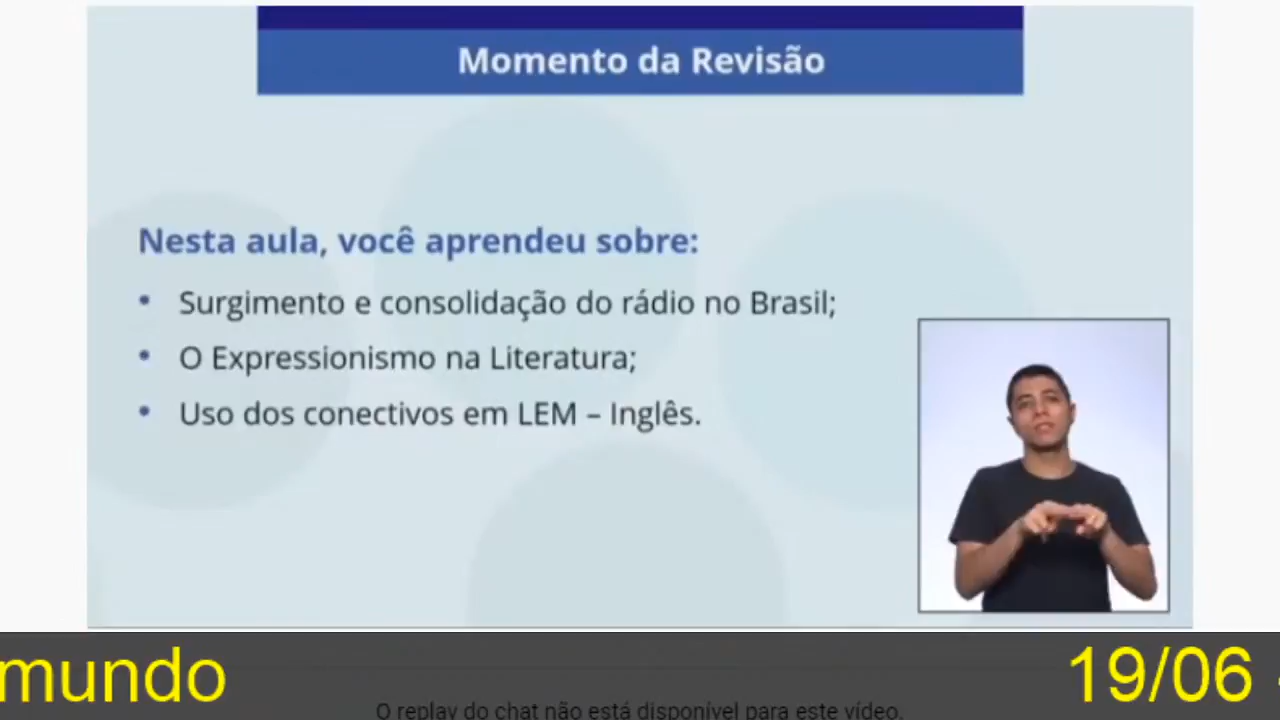 Momento da Revisão
Nesta aula, você aprendeu sobre:
• Surgimento e consolidação do rádio no Brasil;
• O Expressionismo na Literatura;
• Uso dos conectivos em LEM – Inglês.
mundo 19/06
O replay do chat não está disponível para este vídeo.